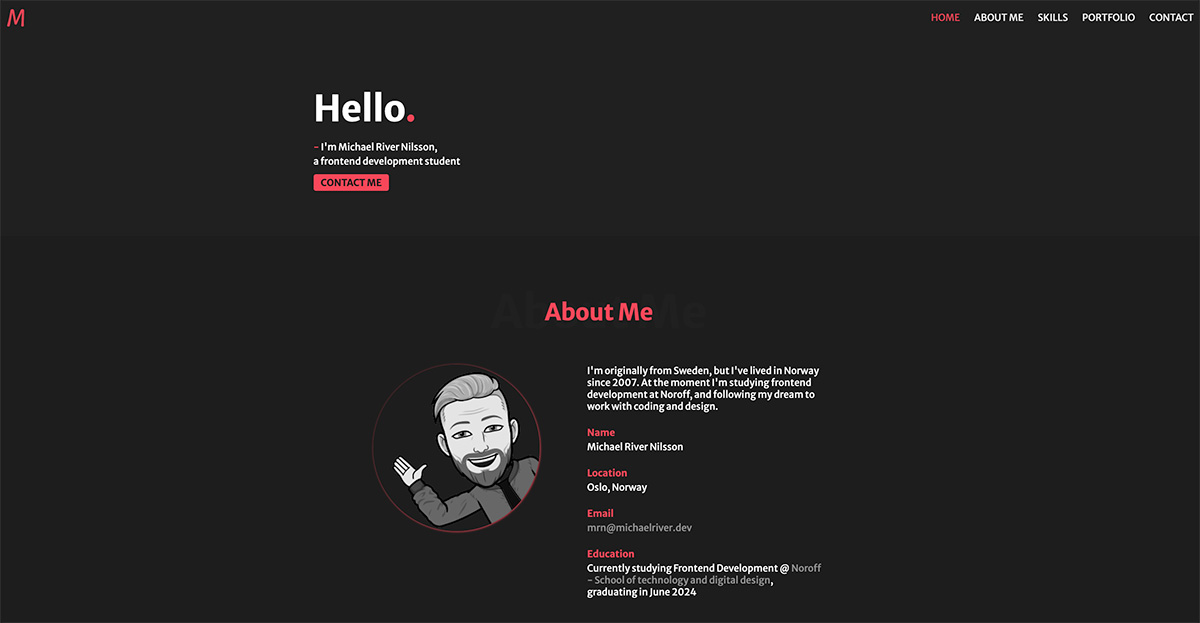 M
HOME ABOUT ME SKILLS PORTFOLIO CONTACT
Hello.
- I'm Michael River Nilsson,
a frontend development student
CONTACT ME
About Me
About Me
I'm originally from Sweden, but I've lived in Norway
since 2007. At the moment I'm studying frontend
development at Noroff, and following my dream to
work with coding and design.
Name
Michael River Nilsson
Location
Oslo, Norway
Email
mrn@michaelriver.dev
Education
Currently studying Frontend Development @ Noroff
- School of technology and digital design,
graduating in June 2024